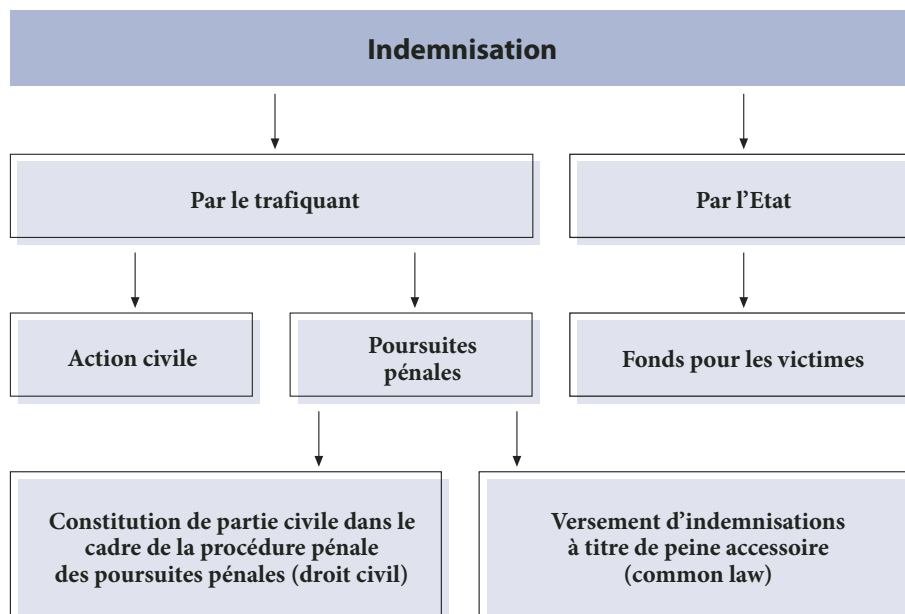 Indemnisation
Par le trafiquant
Par l’Etat
Action civile
Poursuites
pénales
Fonds pour les victimes
Constitution de partie civile dans le
cadre de la procédure pénale
des poursuites pénales (droit civil)
Versement d’indemnisations
à titre de peine accessoire
(common law)